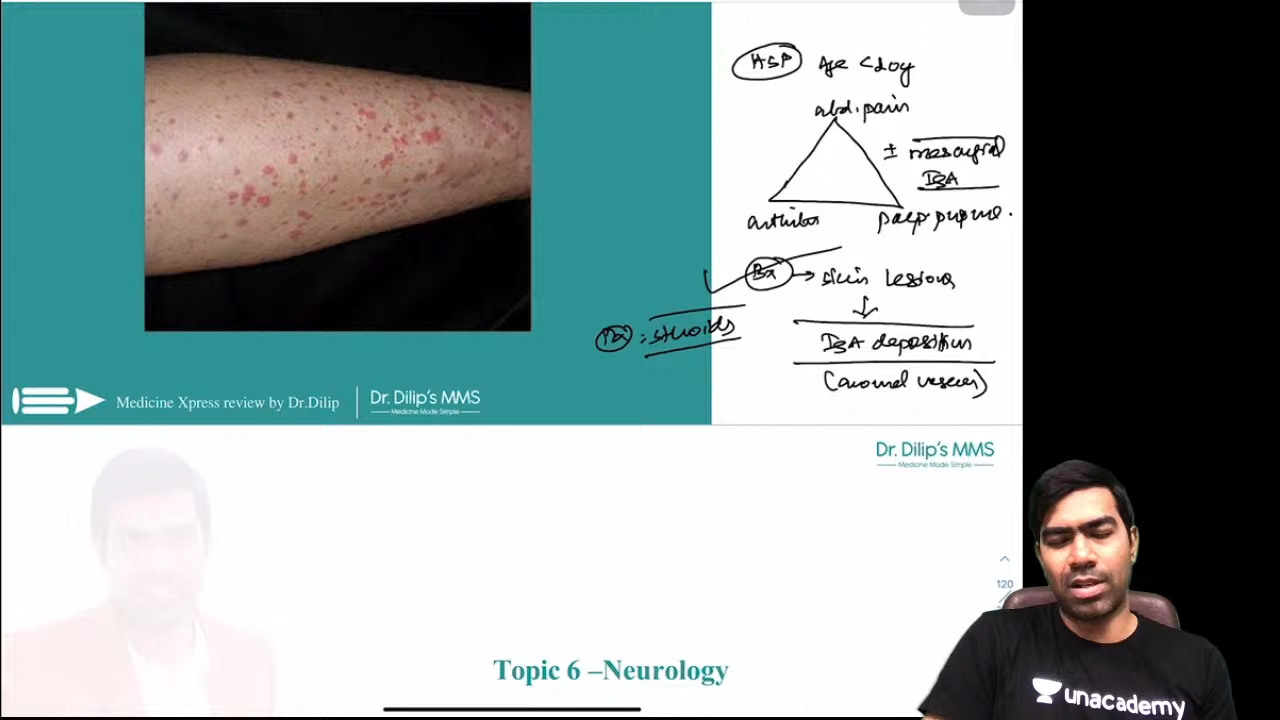 HSP Age <20y
abd. pain
± mesangial
IgA
arthritis
palp. purpura.
Bx → skin lesions
Rx : steroids
IgA deposition
(around vessels)
Medicine Xpress review by Dr.Dilip
Dr. Dilip's MMS
Medicine Made Simple
Dr. Dilip's MMS
Medicine Made Simple
120
Topic 6 –Neurology
unacademy